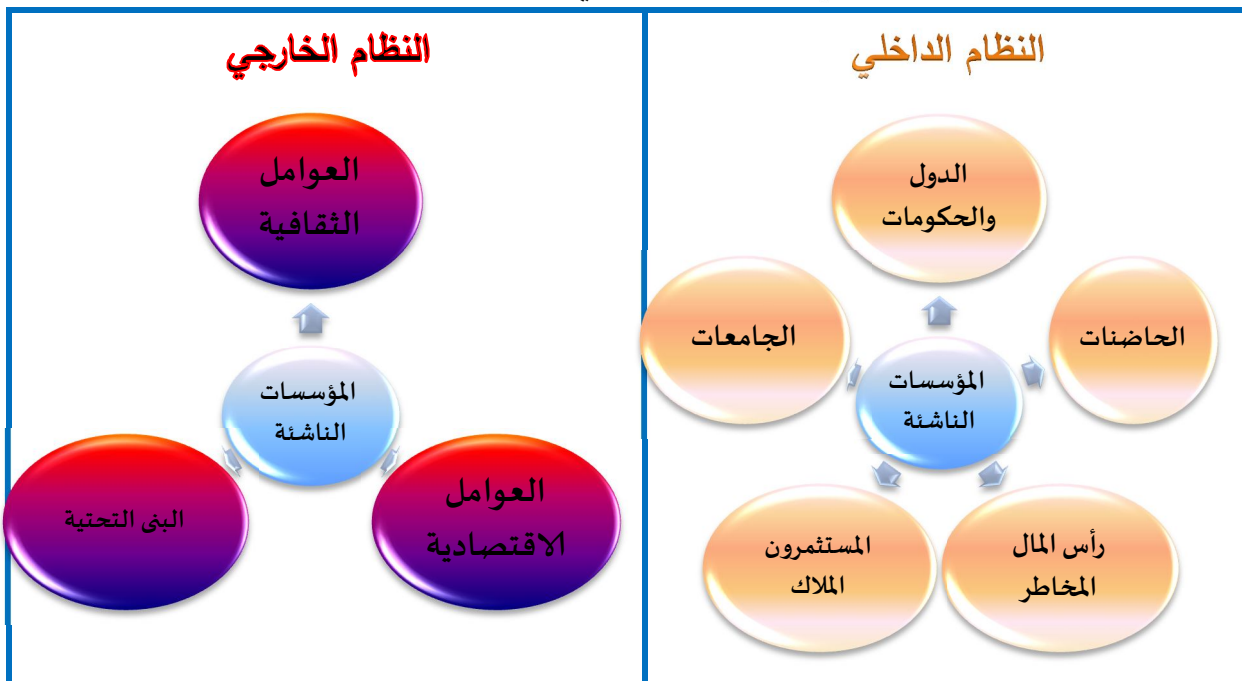 النظام الداخلي
الدول
والحكومات
الحاضنات
الجامعات
المؤسسات
الناشئة
رأس المال
المخاطر
المستثمرون
الملاك
النظام الخارجي
العوامل
الثقافية
المؤسسات
الناشئة
العوامل
الاقتصادية
البنى التحتية